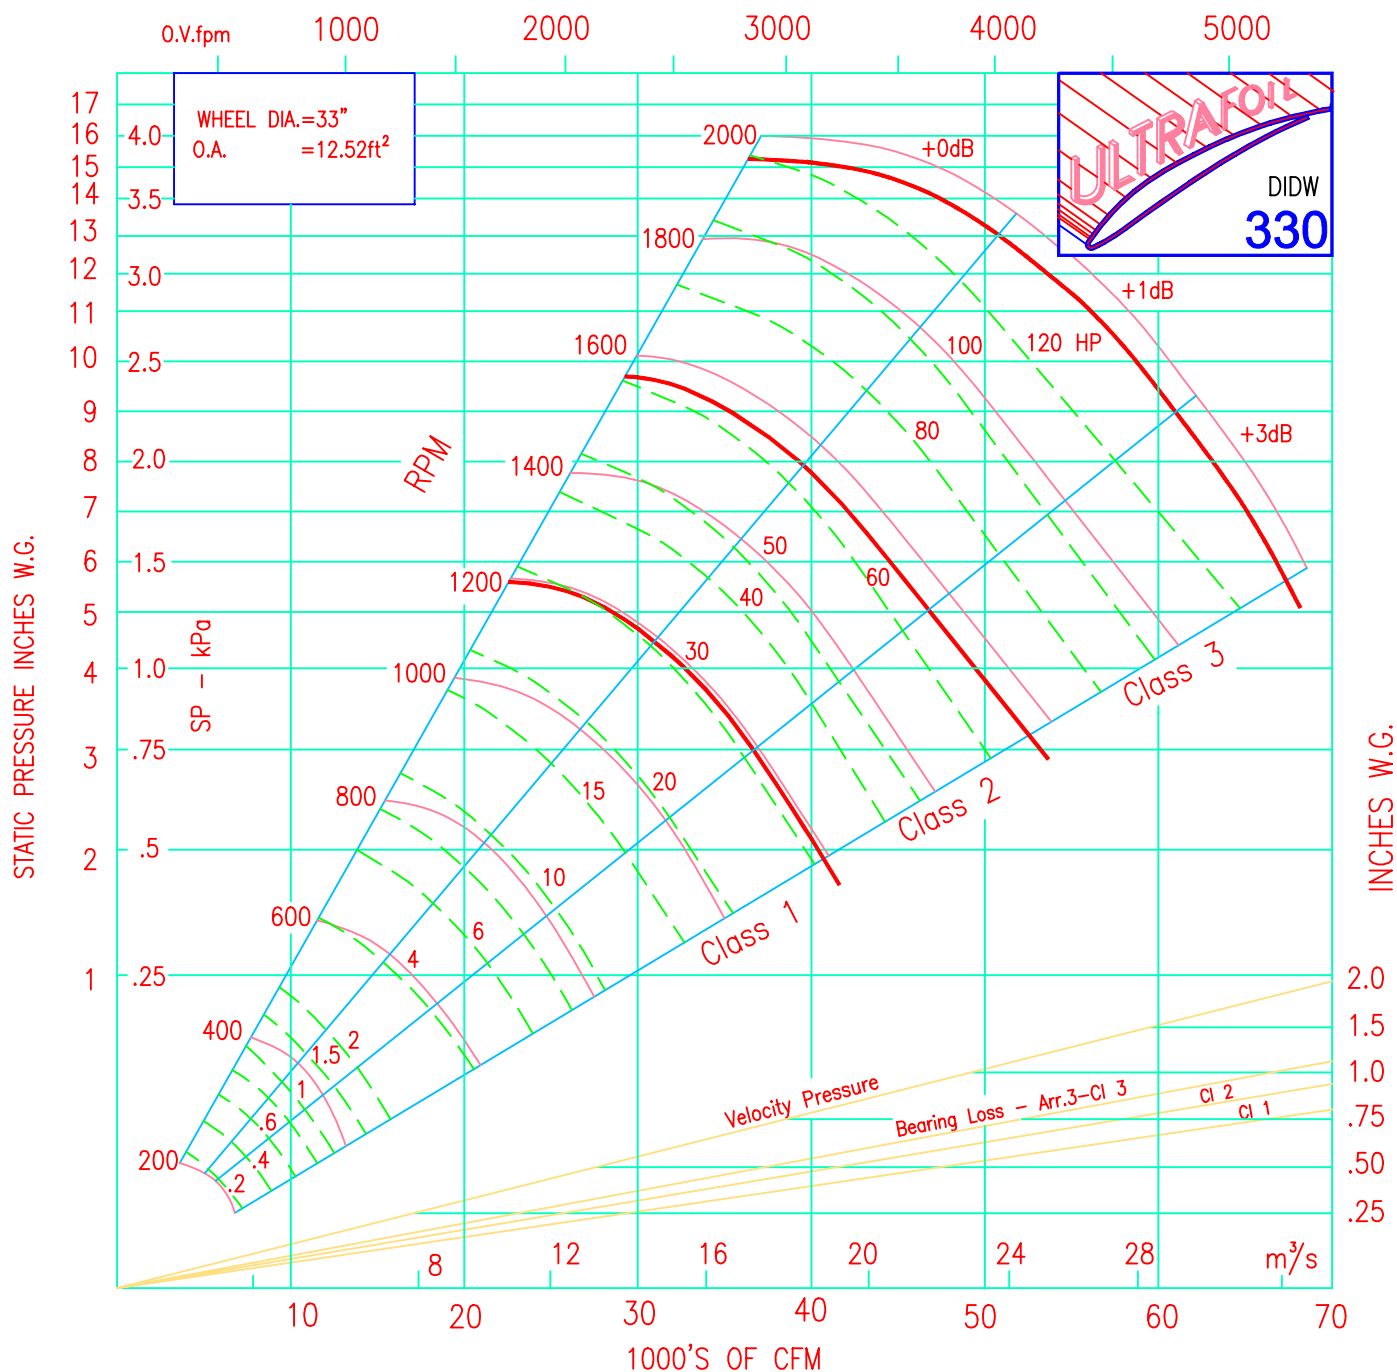 O.V.fpm 1000 2000 3000 4000 5000
WHEEL DIA.=33"
O.A. =12.52ft²
ULTRAFOIL
DIDW
330
17
16 4.0
15
14 3.5
13
12 3.0
11
10 2.5
9
8 2.0
7
6 1.5
5
4 1.0
3 .75
2 .5
1 .25
STATIC PRESSURE INCHES W.G.
SP - kPa
RPM
2000
1800
1600
1400
1200
1000
800
600
400
200
+0dB
+1dB
+3dB
120 HP
100
80
60
50
40
30
20
15
10
6
4
2
1.5
1
.6
.4
.2
Class 3
Class 2
Class 1
Velocity Pressure
Bearing Loss - Arr.3-Cl 3
Cl 2
Cl 1
INCHES W.G.
2.0
1.5
1.0
.75
.50
.25
8 12 16 20 24 28 m³/s
10 20 30 40 50 60 70
1000'S OF CFM